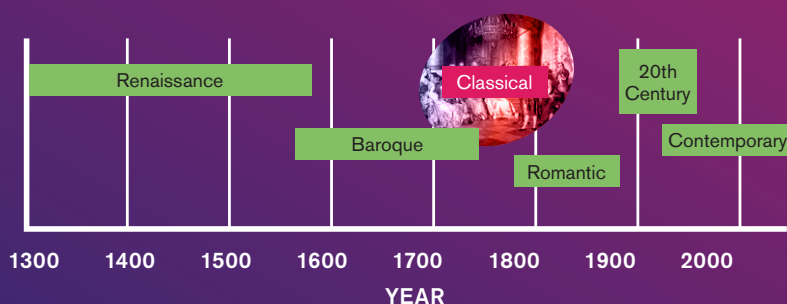 Renaissance
Classical
20th
Century
Baroque
Contemporary
Romantic
1300 1400 1500 1600 1700 1800 1900 2000
YEAR